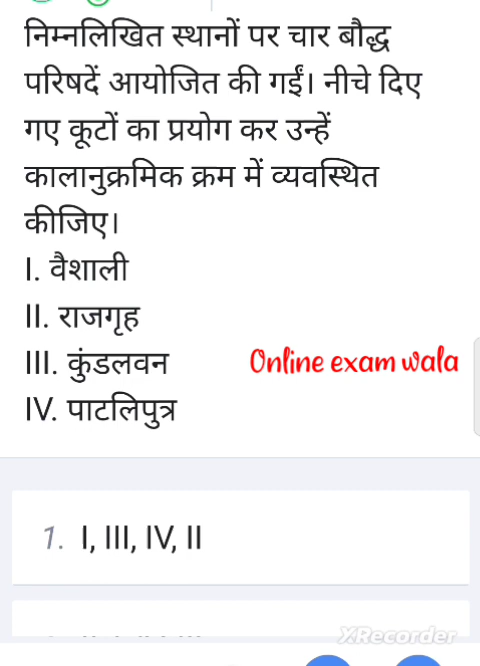 निम्नलिखित स्थानों पर चार बौद्ध
परिषदें आयोजित की गईं। नीचे दिए
गए कूटों का प्रयोग कर उन्हें
कालानुक्रमिक क्रम में व्यवस्थित
कीजिए।
I. वैशाली
II. राजगृह
III. कुंडलवन
Online exam wala
IV. पाटलिपुत्र
1. I, III, IV, II
XRecorder